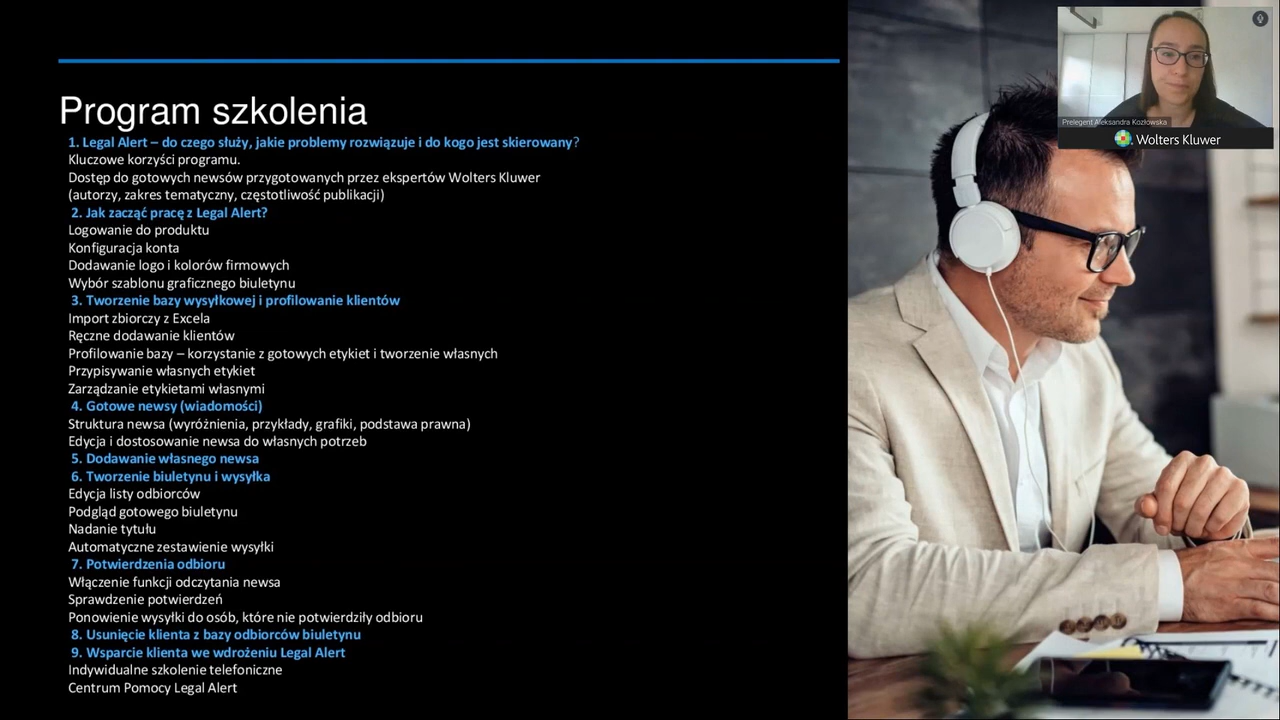 Program szkolenia
1. Legal Alert – do czego służy, jakie problemy rozwiązuje i do kogo jest skierowany?
Kluczowe korzyści programu.
Dostęp do gotowych newsów przygotowanych przez ekspertów Wolters Kluwer
(autorzy, zakres tematyczny, częstotliwość publikacji)
2. Jak zacząć pracę z Legal Alert?
Logowanie do produktu
Konfiguracja konta
Dodawanie logo i kolorów firmowych
Wybór szablonu graficznego biuletynu
3. Tworzenie bazy wysyłkowej i profilowanie klientów
Import zbiorczy z Excela
Ręczne dodawanie klientów
Profilowanie bazy – korzystanie z gotowych etykiet i tworzenie własnych
Przypisywanie własnych etykiet
Zarządzanie etykietami własnymi
4. Gotowe newsy (wiadomości)
Struktura newsa (wyróżnienia, przykłady, grafiki, podstawa prawna)
Edycja i dostosowanie newsa do własnych potrzeb
5. Dodawanie własnego newsa
6. Tworzenie biuletynu i wysyłka
Edycja listy odbiorców
Podgląd gotowego biuletynu
Nadanie tytułu
Automatyczne zestawienie wysyłki
7. Potwierdzenia odbioru
Włączenie funkcji odczytania newsa
Sprawdzenie potwierdzeń
Ponowienie wysyłki do osób, które nie potwierdziły odbioru
8. Usunięcie klienta z bazy odbiorców biuletynu
9. Wsparcie klienta we wdrożeniu Legal Alert
Indywidualne szkolenie telefoniczne
Centrum Pomocy Legal Alert
Prelegent Aleksandra Kozłowska
Wolters Kluwer